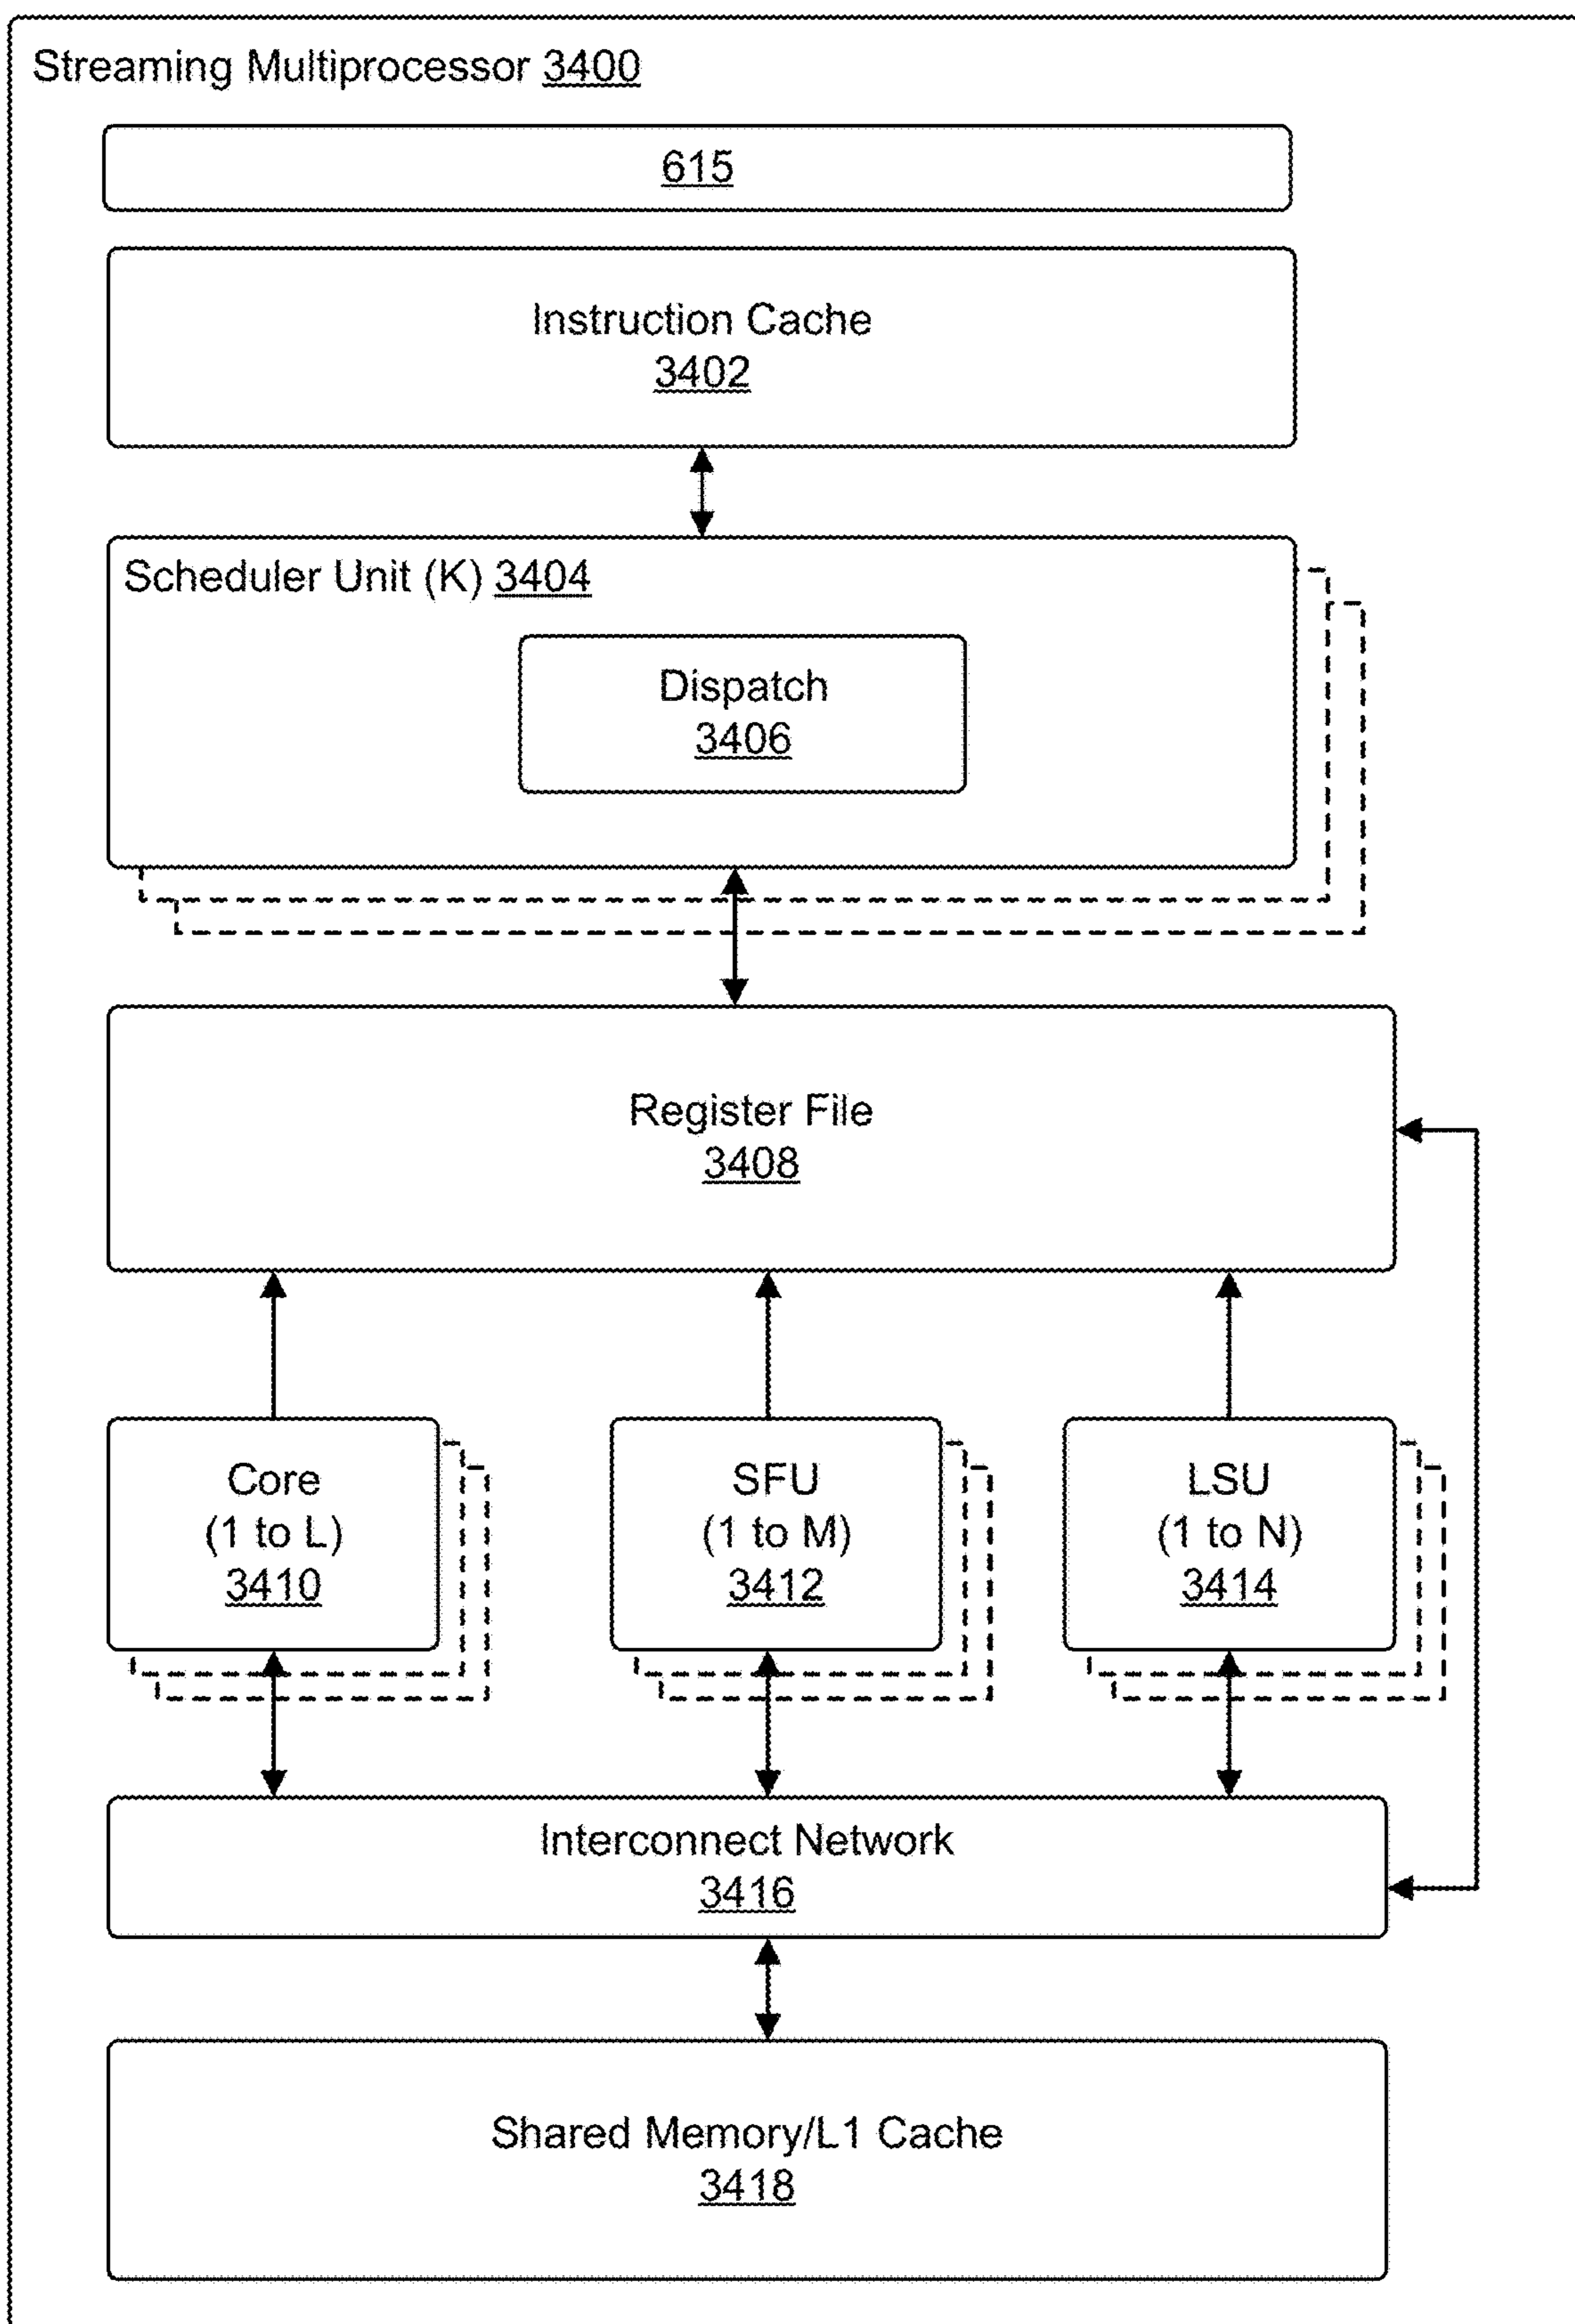 Streaming Multiprocessor 3400
615
Instruction Cache
3402
Scheduler Unit (K) 3404
Dispatch
3406
Register File
3408
Core
(1 to L)
3410
SFU
(1 to M)
3412
LSU
(1 to N)
3414
Interconnect Network
3416
Shared Memory/L1 Cache
3418